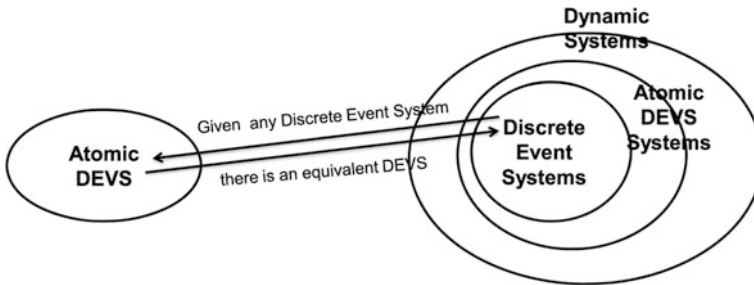 Dynamic
Systems
Given any Discrete Event System
Atomic
DEVS
Systems
Atomic
DEVS
Discrete
Event
Systems
there is an equivalent DEVS